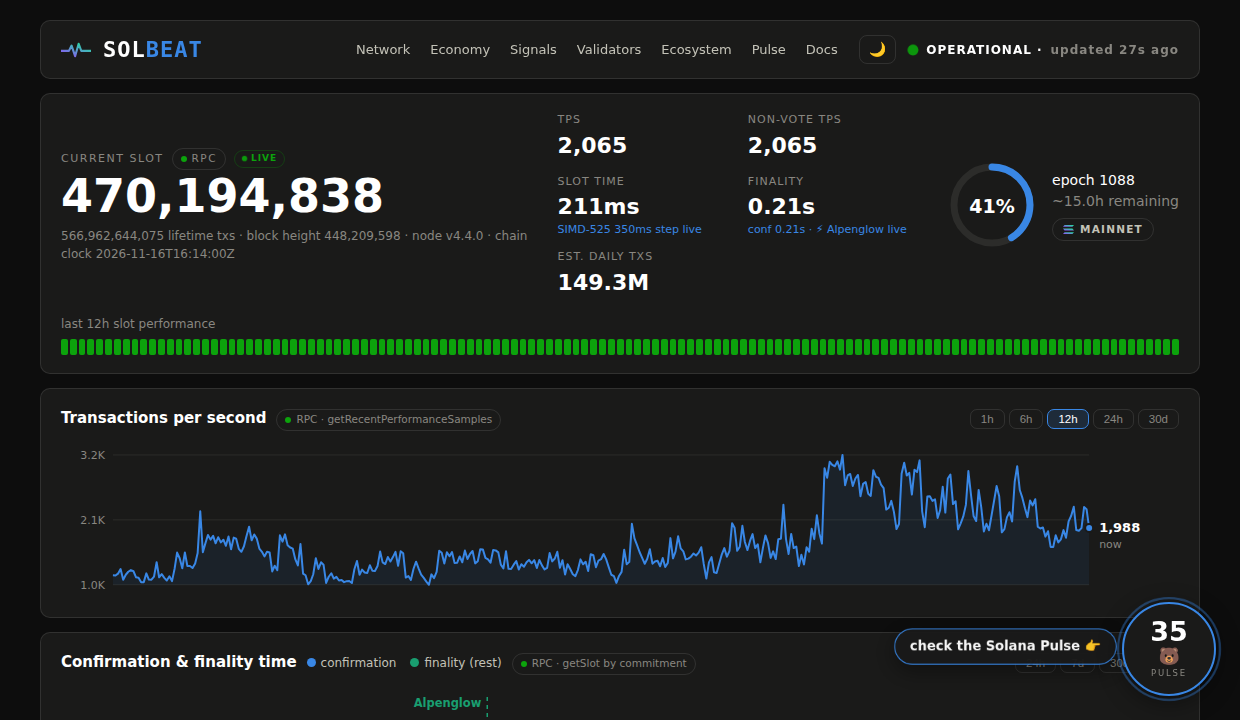 SOLBEAT
Network Economy Signals Validators Ecosystem Pulse Docs
OPERATIONAL · updated 27s ago
CURRENT SLOT RPC LIVE
470,194,838
566,962,644,075 lifetime txs · block height 448,209,598 · node v4.4.0 · chain
clock 2026-11-16T16:14:00Z
TPS
2,065
NON-VOTE TPS
2,065
SLOT TIME
211ms
SIMD-525 350ms step live
FINALITY
0.21s
conf 0.21s · ⚡ Alpenglow live
EST. DAILY TXS
149.3M
41%
epoch 1088
~15.0h remaining
MAINNET
last 12h slot performance
Transactions per second RPC · getRecentPerformanceSamples
1h 6h 12h 24h 30d
3.2K
2.1K
1.0K
1,988
now
Confirmation & finality time confirmation finality (rest) RPC · getSlot by commitment
check the Solana Pulse 👉
35
PULSE
Alpenglow